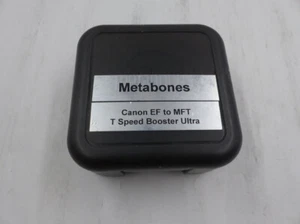 Metabones
Canon EF to MFT
T Speed Booster Ultra